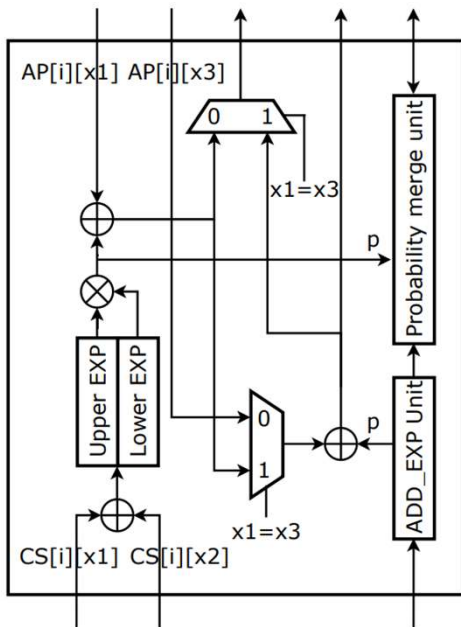 AP[i][x1] AP[i][x3]
0 1
x1=x3
Probability merge unit
p
Upper EXP
Lower EXP
0
1
p
ADD_EXP Unit
x1=x3
CS[i][x1] CS[i][x2]